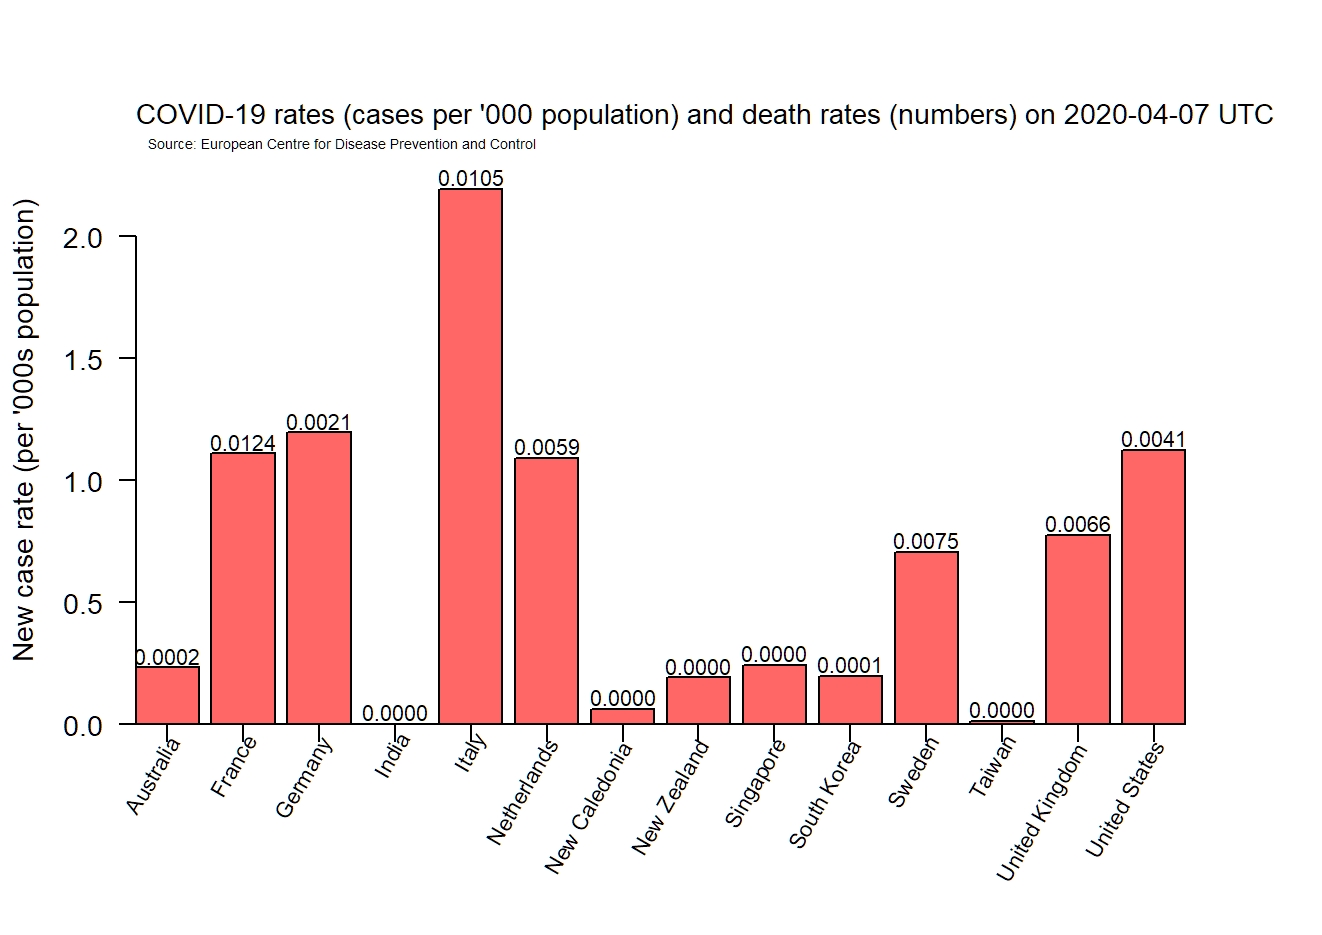 COVID-19 rates (cases per '000 population) and death rates (numbers) on 2020-04-07 UTC
Source: European Centre for Disease Prevention and Control
New case rate (per '000s population)
2.0
1.5
1.0
0.5
0.0
0.0002
0.0124
0.0021
0.0000
0.0105
0.0059
0.0000
0.0000
0.0000
0.0001
0.0075
0.0000
0.0066
0.0041
Australia
France
Germany
India
Italy
Netherlands
New Caledonia
New Zealand
Singapore
South Korea
Sweden
Taiwan
United Kingdom
United States